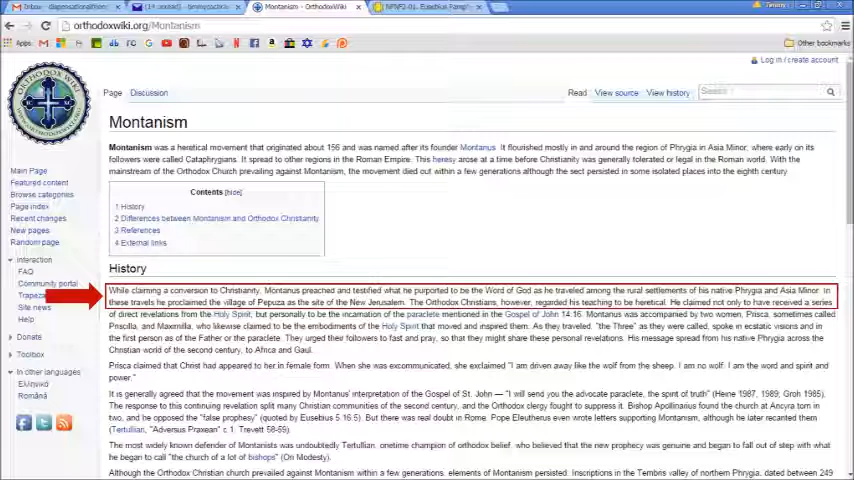 Montanism - OrthodoxWiki
orthodoxwiki.org/Montanism
Apps
Other bookmarks
Log in / create account
ORTHODOX WIKI
Page Discussion Read View source View history Search
Montanism
Montanism was a heretical movement that originated about 156 and was named after its founder Montanus. It flourished mostly in and around the region of Phrygia in Asia Minor, where early on its
followers were called Cataphrygians. It spread to other regions in the Roman Empire. This heresy arose at a time before Christianity was generally tolerated or legal in the Roman world. With the
mainstream of the Orthodox Church prevailing against Montanism, the movement died out within a few generations although the sect persisted in some isolated places into the eighth century.
Main Page
Featured content
Browse categories
Page index
Recent changes
New pages
Random page
Interaction
FAQ
Community portal
Trapeza
Site news
Help
Donate
Toolbox
In other languages
Ελληνικά
Română
Contents [hide]
1 History
2 Differences between Montanism and Orthodox Christianity
3 References
4 External links
History
While claiming a conversion to Christianity, Montanus preached and testified what he purported to be the Word of God as he traveled among the rural settlements of his native Phrygia and Asia Minor. In
these travels he proclaimed the village of Pepuza as the site of the New Jerusalem. The Orthodox Christians, however, regarded his teaching to be heretical. He claimed not only to have received a series
of direct revelations from the Holy Spirit, but personally to be the incarnation of the paraclete mentioned in the Gospel of John 14:16. Montanus was accompanied by two women, Prisca, sometimes called
Priscilla, and Maximilla, who likewise claimed to be the embodiments of the Holy Spirit that moved and inspired them. As they traveled, "the Three" as they were called, spoke in ecstatic visions and in
the first person as of the Father or the paraclete. They urged their followers to fast and pray, so that they might share these personal revelations. His message spread from his native Phrygia across the
Christian world of the second century, to Africa and Gaul.
Prisca claimed that Christ had appeared to her in female form. When she was excommunicated, she exclaimed "I am driven away like the wolf from the sheep. I am no wolf: I am the word and spirit and
power."
It is generally agreed that the movement was inspired by Montanus' interpretation of the Gospel of St. John — "I will send you the advocate paraclete, the spirit of truth" (Heine 1987, 1989; Groh 1985).
The response to this continuing revelation split many Christian communities of the second century, and the Orthodox clergy fought to suppress it. Bishop Apollinarius found the church at Ancyra torn in
two, and he opposed the "false prophesy" (quoted by Eusebius 5.16.5). But there was real doubt in Rome. Pope Eleutherus even wrote letters supporting Montanism, although he later recanted them
(Tertullian, "Adversus Praxean" c.1. Trevett 58-59).
The most widely known defender of Montanists was undoubtedly Tertullian, onetime champion of orthodox belief, who believed that the new prophecy was genuine and began to fall out of step with what
he began to call "the church of a lot of bishops" (On Modesty).
Although the Orthodox Christian church prevailed against Montanism within a few generations, elements of Montanism persisted. Inscriptions in the Tembris valley of northern Phrygia, dated between 249